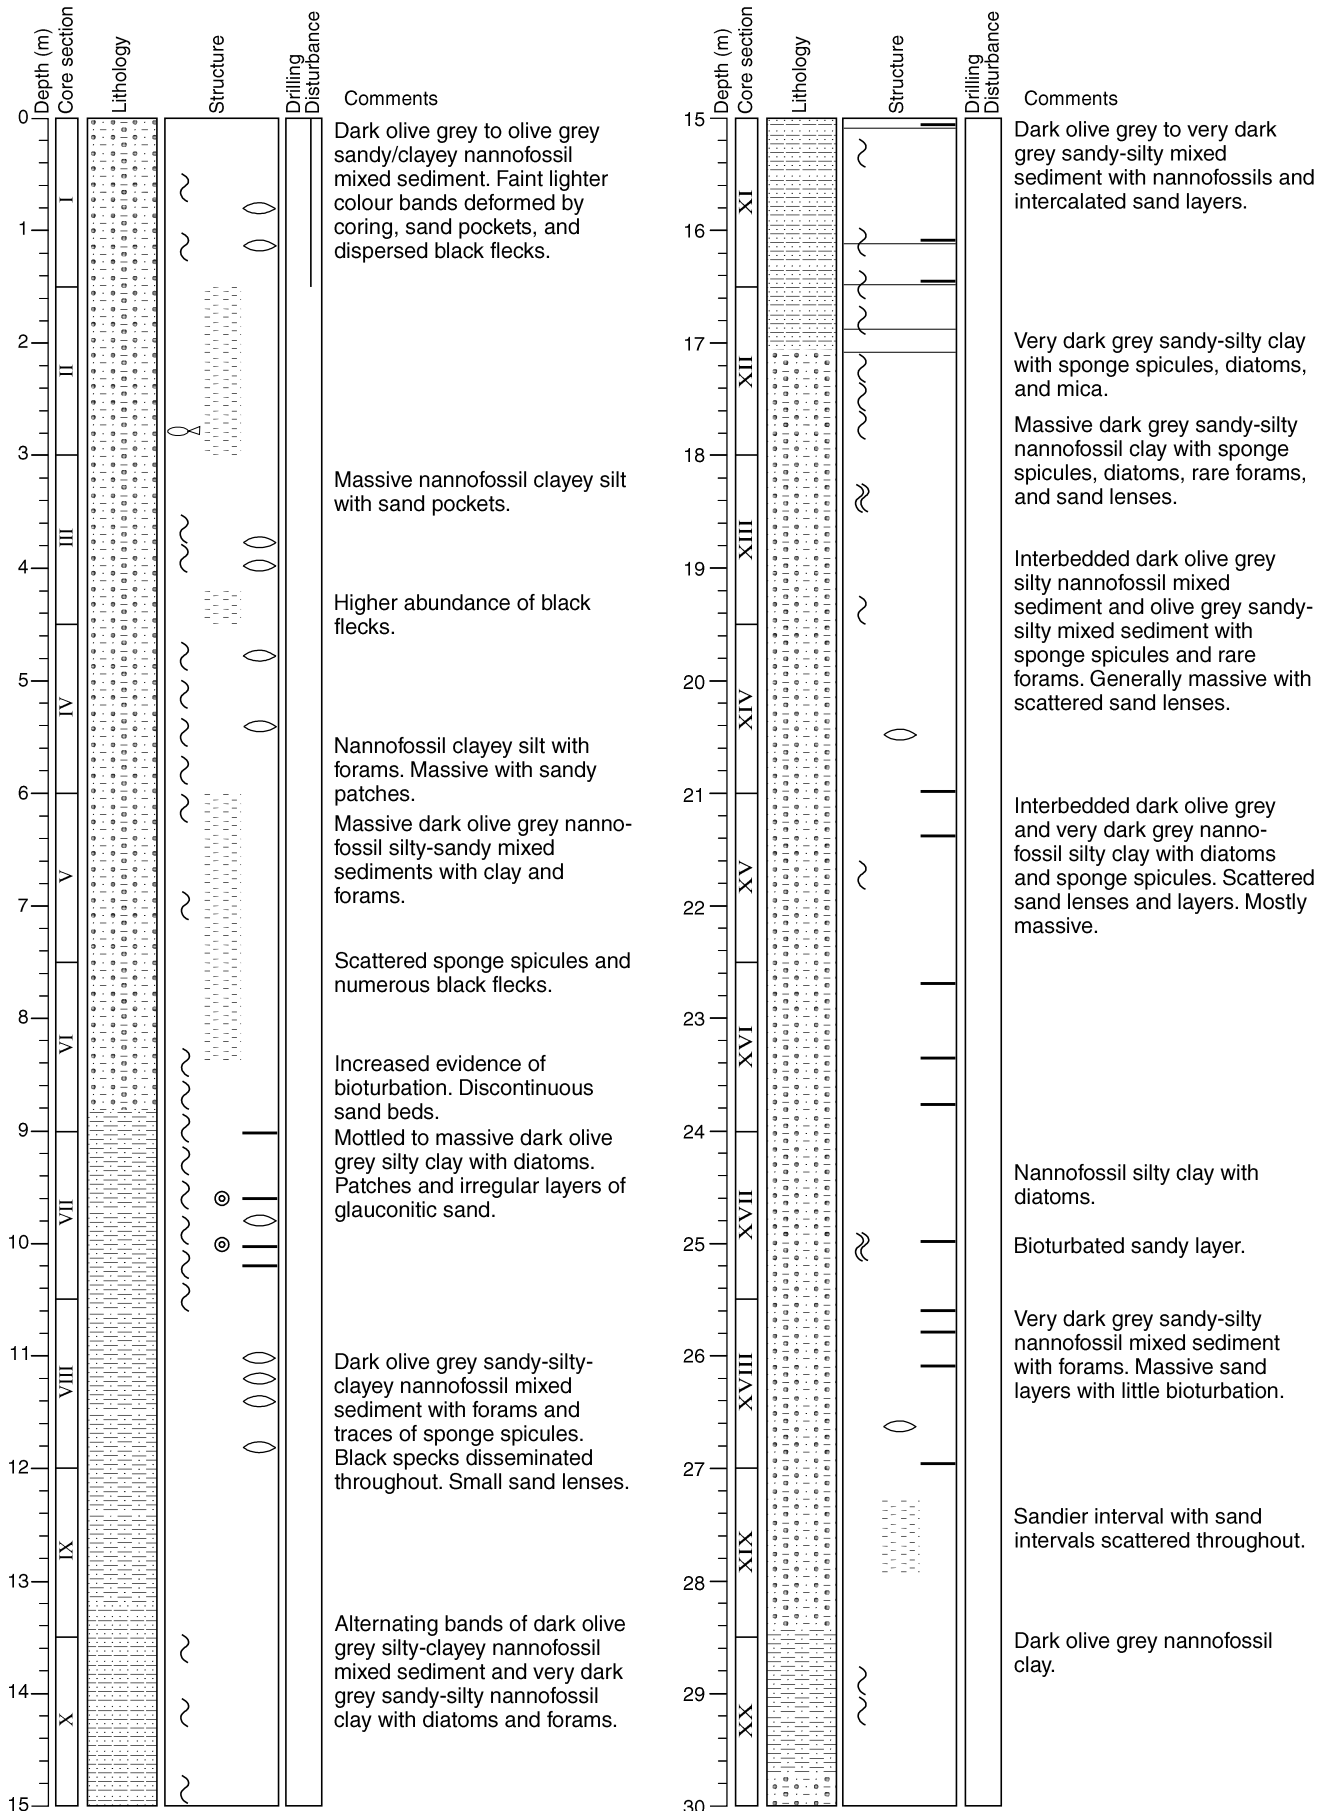 Depth (m)
Core section
Lithology
Structure
Drilling
Disturbance
Comments
0
1
2
3
4
5
6
7
8
9
10
11
12
13
14
15
I
II
III
IV
V
VI
VII
VIII
IX
X
Dark olive grey to olive grey
sandy/clayey nannofossil
mixed sediment. Faint lighter
colour bands deformed by
coring, sand pockets, and
dispersed black flecks.
Massive nannofossil clayey silt
with sand pockets.
Higher abundance of black
flecks.
Nannofossil clayey silt with
forams. Massive with sandy
patches.
Massive dark olive grey nanno-
fossil silty-sandy mixed
sediments with clay and
forams.
Scattered sponge spicules and
numerous black flecks.
Increased evidence of
bioturbation. Discontinuous
sand beds.
Mottled to massive dark olive
grey silty clay with diatoms.
Patches and irregular layers of
glauconitic sand.
Dark olive grey sandy-silty-
clayey nannofossil mixed
sediment with forams and
traces of sponge spicules.
Black specks disseminated
throughout. Small sand lenses.
Alternating bands of dark olive
grey silty-clayey nannofossil
mixed sediment and very dark
grey sandy-silty nannofossil
clay with diatoms and forams.
Depth (m)
Core section
Lithology
Structure
Drilling
Disturbance
Comments
15
16
17
18
19
20
21
22
23
24
25
26
27
28
29
30
XI
XII
XIII
XIV
XV
XVI
XVII
XVIII
XIX
XX
Dark olive grey to very dark
grey sandy-silty mixed
sediment with nannofossils and
intercalated sand layers.
Very dark grey sandy-silty clay
with sponge spicules, diatoms,
and mica.
Massive dark grey sandy-silty
nannofossil clay with sponge
spicules, diatoms, rare forams,
and sand lenses.
Interbedded dark olive grey
silty nannofossil mixed
sediment and olive grey sandy-
silty mixed sediment with
sponge spicules and rare
forams. Generally massive with
scattered sand lenses.
Interbedded dark olive grey
and very dark grey nanno-
fossil silty clay with diatoms
and sponge spicules. Scattered
sand lenses and layers. Mostly
massive.
Nannofossil silty clay with
diatoms.
Bioturbated sandy layer.
Very dark grey sandy-silty
nannofossil mixed sediment
with forams. Massive sand
layers with little bioturbation.
Sandier interval with sand
intervals scattered throughout.
Dark olive grey nannofossil
clay.